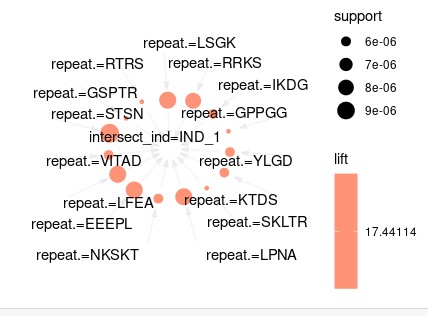 support
repeat.=LSGK
6e-06
repeat.=RTRS
repeat.=RRKS
7e-06
repeat.=IKDG
8e-06
repeat.=GSPTR
9e-06
repeat.=STSN
repeat.=GPPGG
intersect_ind=IND_1
repeat.=VITAD
repeat.=YLGD
lift
repeat.=LFEA
repeat.=KTDS
repeat.=EEEPL
repeat.=SKLTR
17.44114
repeat.=NKSKT
repeat.=LPNA